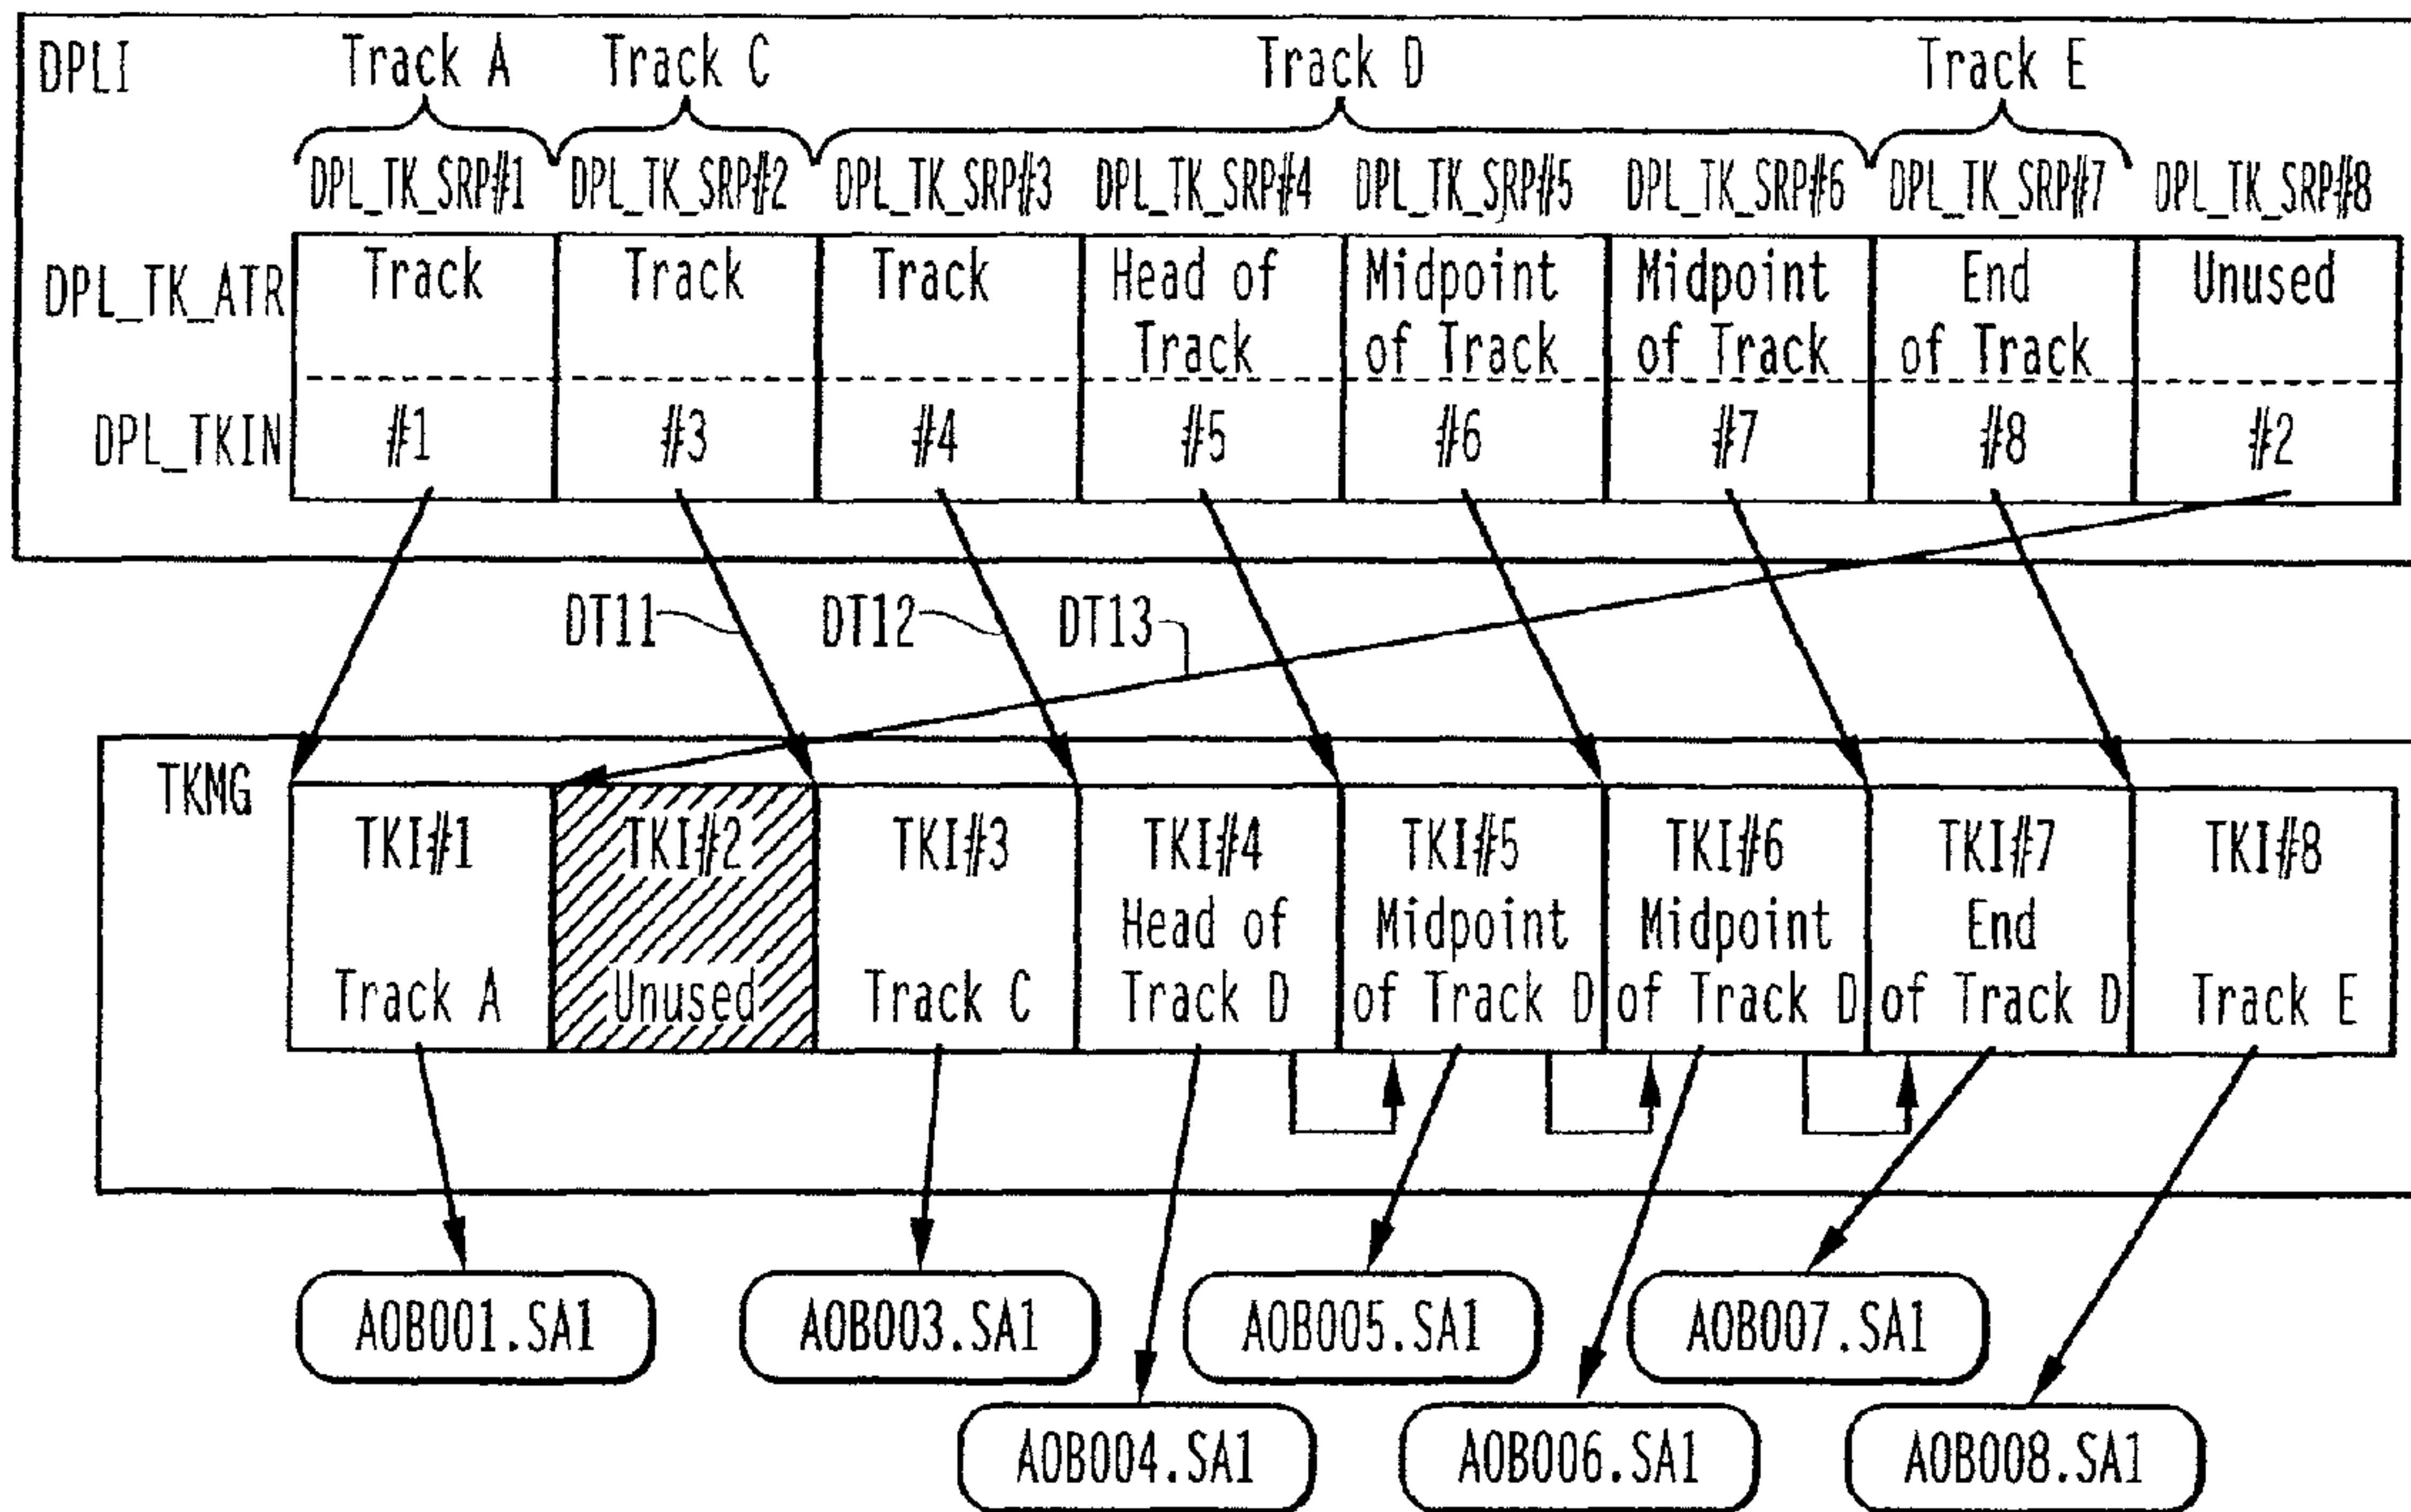 DPLI
Track A
Track C
Track D
Track E
DPL_TK_SRP#1
DPL_TK_SRP#2
DPL_TK_SRP#3
DPL_TK_SRP#4
DPL_TK_SRP#5
DPL_TK_SRP#6
DPL_TK_SRP#7
DPL_TK_SRP#8
DPL_TK_ATR
Track
Track
Track
Head of
Track
Midpoint
of Track
Midpoint
of Track
End
of Track
Unused
DPL_TKIN
#1
#3
#4
#5
#6
#7
#8
#2
DT11
DT12
DT13
TKMG
TKI#1
Track A
TKI#2
Unused
TKI#3
Track C
TKI#4
Head of
Track D
TKI#5
Midpoint
of Track D
TKI#6
Midpoint
of Track D
TKI#7
End
of Track D
TKI#8
Track E
AOB001.SA1
AOB003.SA1
AOB005.SA1
AOB007.SA1
AOB004.SA1
AOB006.SA1
AOB008.SA1